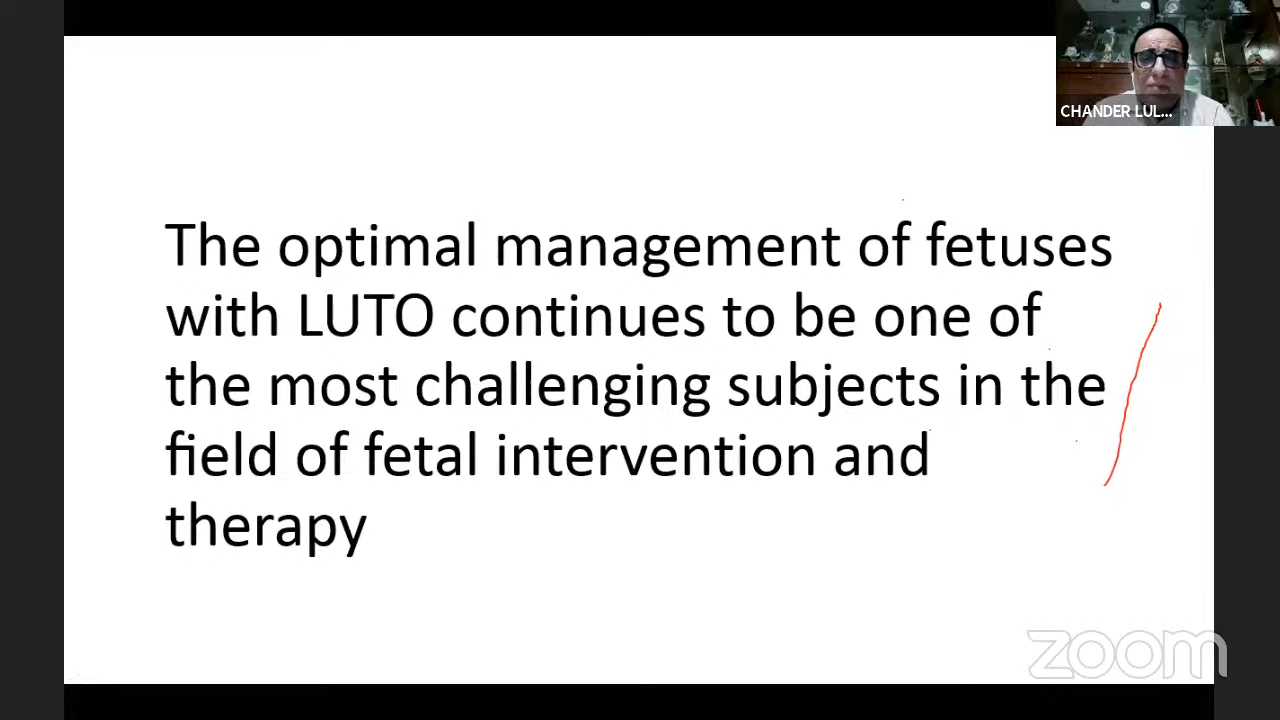 CHANDER LUL...
The optimal management of fetuses
with LUTO continues to be one of
the most challenging subjects in the
field of fetal intervention and
therapy
zoom